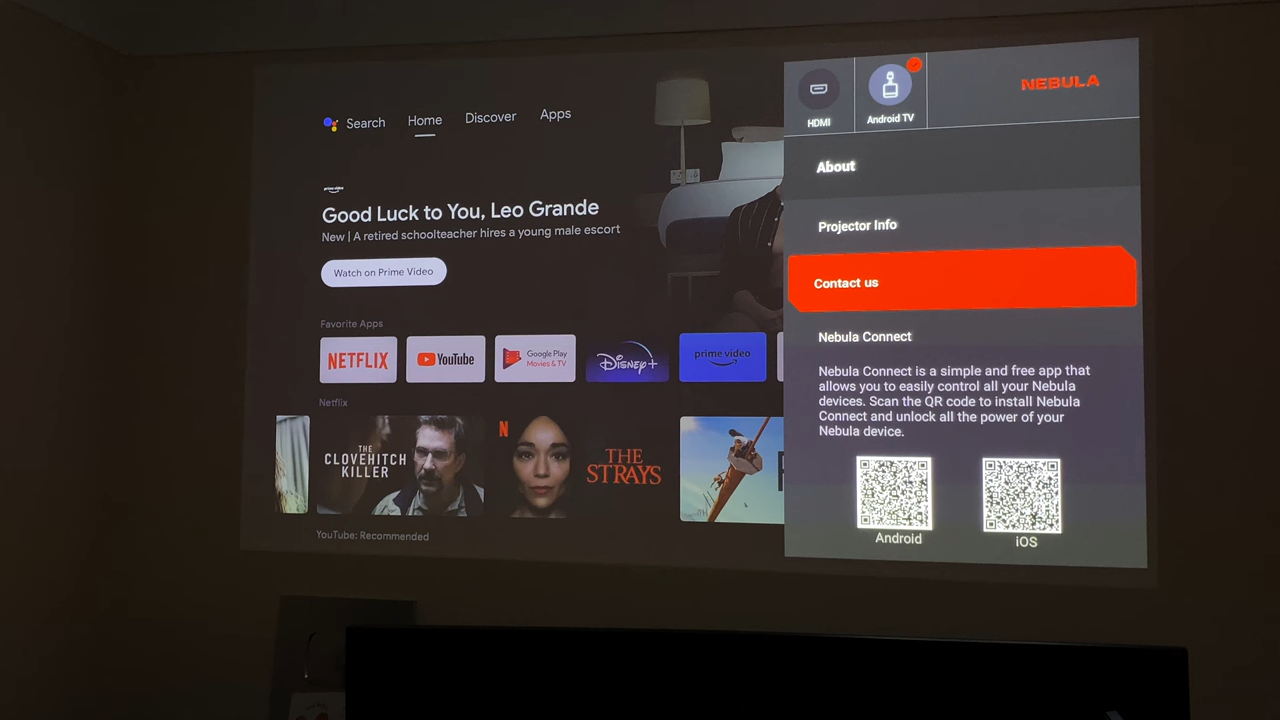 Search
Home
Discover
Apps
prime video
Good Luck to You, Leo Grande
New | A retired schoolteacher hires a young male escort
Watch on Prime Video
Favorite Apps
NETFLIX
YouTube
Google Play
Movies & TV
Disney+
prime video
Netflix
THE
CLOVEHITCH
KILLER
N
THE
STRAYS
YouTube: Recommended
HDMI
Android TV
NEBULA
About
Projector Info
Contact us
Nebula Connect
Nebula Connect is a simple and free app that
allows you to easily control all your Nebula
devices. Scan the QR code to install Nebula
Connect and unlock all the power of your
Nebula device.
Android
iOS